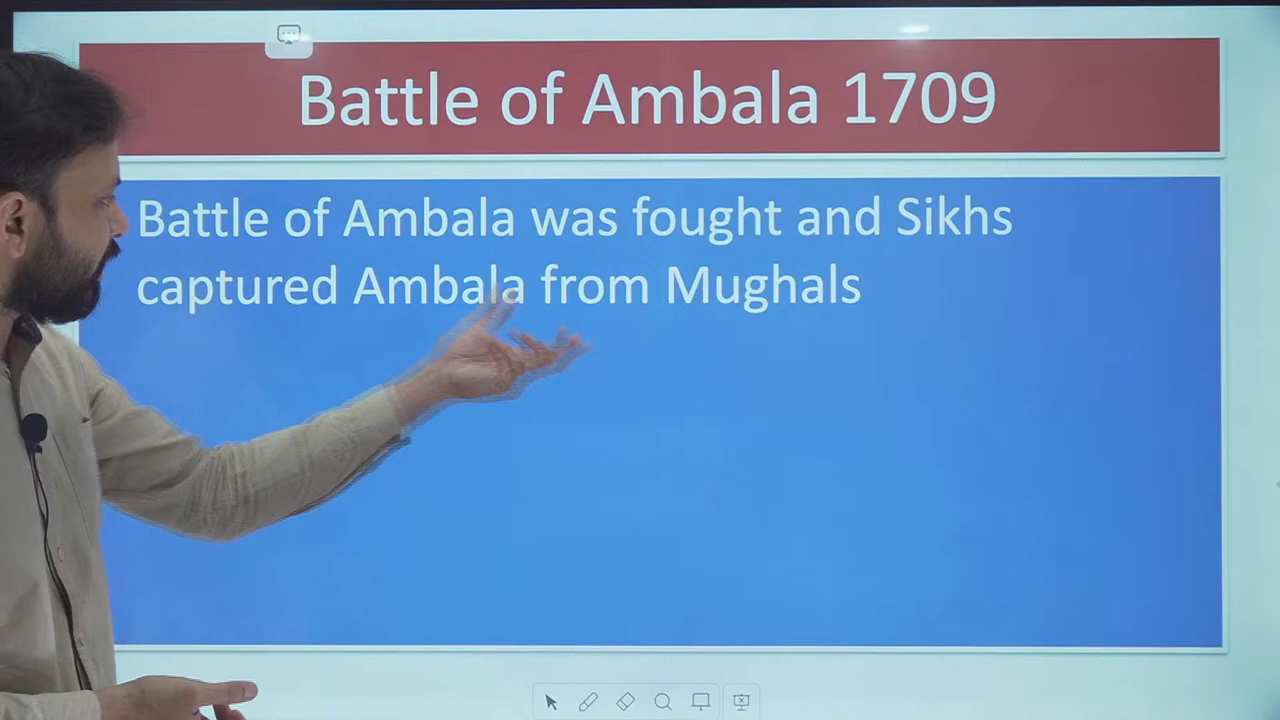 Battle of Ambala 1709
Battle of Ambala was fought and Sikhs
captured Ambala from Mughals